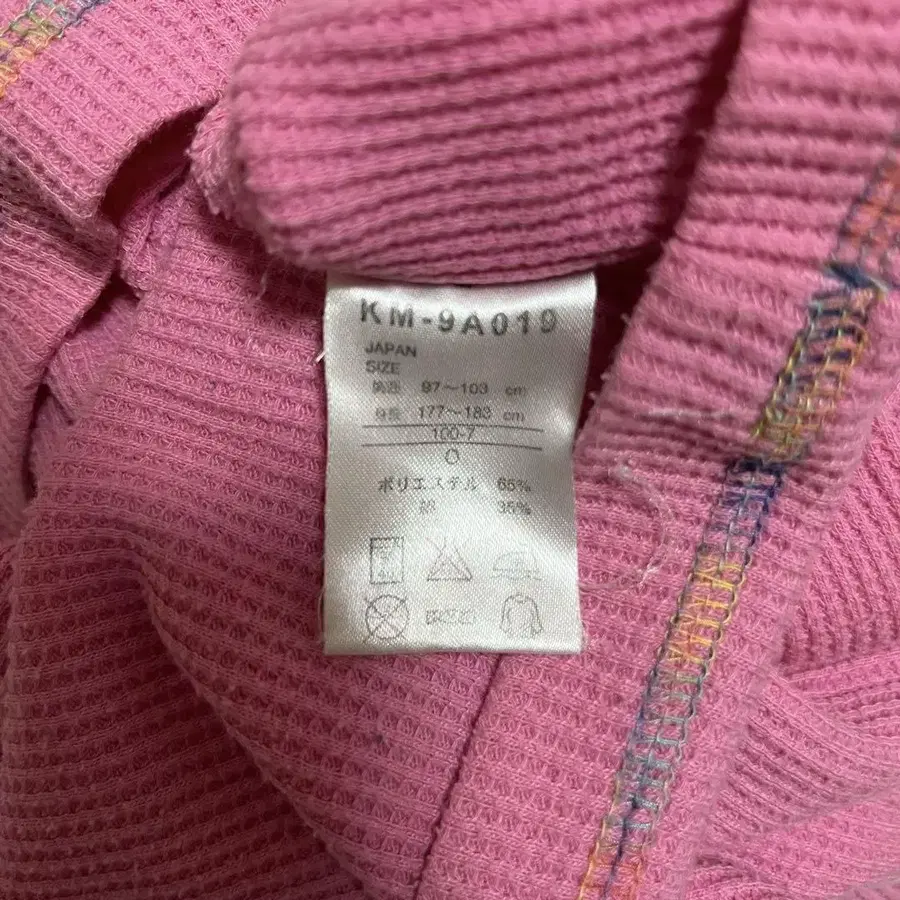 KM-9A019
JAPAN
SIZE
胸囲 97～103 cm
身長 177～183 cm
100-7
O
ポリエステル 65%
綿 35%